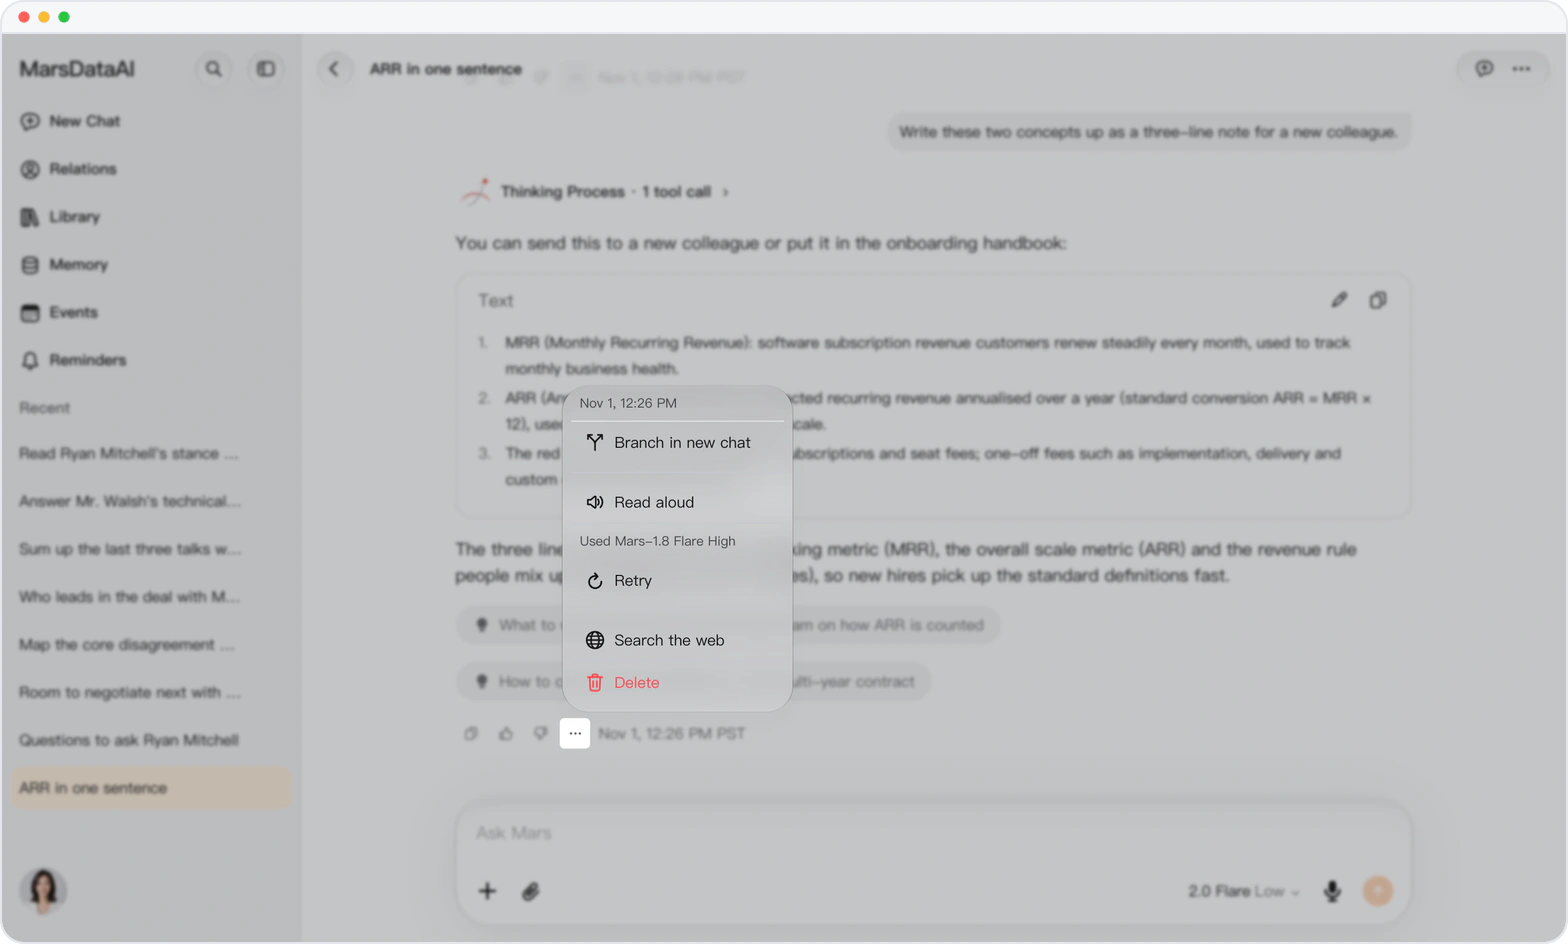 MarsDataAI
New Chat
Relations
Library
Memory
Events
Reminders
Recent
Read Ryan Mitchell's stance ...
Answer Mr. Walsh's technical...
Sum up the last three talks w...
Who leads in the deal with M...
Map the core disagreement ...
Room to negotiate next with ...
Questions to ask Ryan Mitchell
ARR in one sentence
ARR in one sentence
Nov 1, 12:26 PM PST
Write these two concepts up as a three-line note for a new colleague.
Thinking Process · 1 tool call
You can send this to a new colleague or put it in the onboarding handbook:
Text
1. MRR (Monthly Recurring Revenue): software subscription revenue customers renew steadily every month, used to track
monthly business health.
2. ARR (An cted recurring revenue annualised over a year (standard conversion ARR = MRR ×
12), used cale.
3. The red ubscriptions and seat fees; one-off fees such as implementation, delivery and
custom
The three line king metric (MRR), the overall scale metric (ARR) and the revenue rule
people mix up es), so new hires pick up the standard definitions fast.
What to am on how ARR is counted
How to c ulti-year contract
Nov 1, 12:26 PM
Branch in new chat
Read aloud
Used Mars-1.8 Flare High
Retry
Search the web
Delete
Nov 1, 12:26 PM PST
Ask Mars
2.0 Flare Low